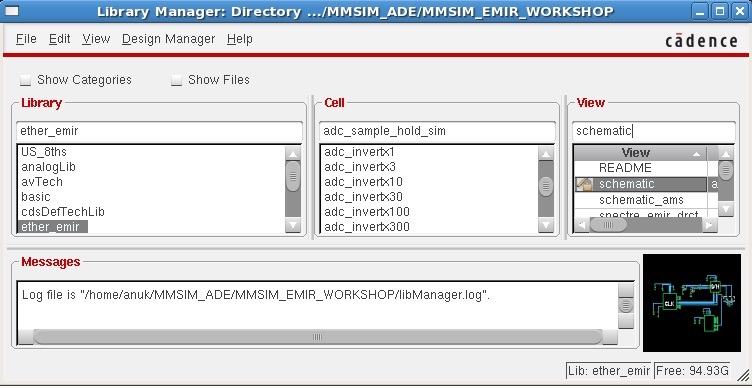 Library Manager: Directory .../MMSIM_ADE/MMSIM_EMIR_WORKSHOP
File Edit View Design Manager Help
cādence
Show Categories Show Files
Library
ether_emir
US_8ths
analogLib
avTech
basic
cdsDefTechLib
ether_emir
Cell
adc_sample_hold_sim
adc_invertx1
adc_invertx3
adc_invertx10
adc_invertx30
adc_invertx100
adc_invertx300
View
schematic
View
README
schematic a
schematic_ams
spectre_emir_drct
Messages
Log file is "/home/anuk/MMSIM_ADE/MMSIM_EMIR_WORKSHOP/libManager.log".
CLK
S/H
Lib: ether_emir Free: 94.93G